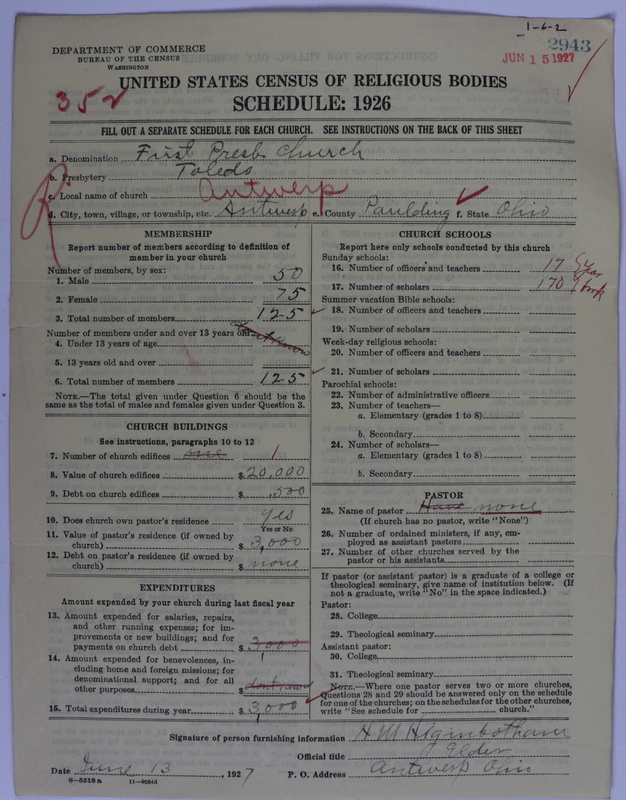 1-6-2
2943
JUN 15 1927
DEPARTMENT OF COMMERCE
BUREAU OF THE CENSUS
WASHINGTON
UNITED STATES CENSUS OF RELIGIOUS BODIES
352
SCHEDULE: 1926
FILL OUT A SEPARATE SCHEDULE FOR EACH CHURCH. SEE INSTRUCTIONS ON THE BACK OF THIS SHEET
a. Denomination First Presb. Church
b. Presbytery Toledo
c. Local name of church Antwerp
d. City, town, village, or township, etc. Antwerp e. County Paulding f. State Ohio
MEMBERSHIP
Report number of members according to definition of
member in your church
Number of members, by sex:
1. Male 50
2. Female 75
3. Total number of members 125
Number of members under and over 13 years old: don't know
4. Under 13 years of age
5. 13 years old and over
6. Total number of members 125
NOTE.—The total given under Question 6 should be
same as the total of males and females given under Question 3.
CHURCH BUILDINGS
See instructions, paragraphs 10 to 12
7. Number of church edifices one 1
8. Value of church edifices $20,000
9. Debt on church edifices $ 500
10. Does church own pastor's residence yes
Yes or No
11. Value of pastor's residence (if owned by
church) $3,000
12. Debt on pastor's residence (if owned by
church) $ none
EXPENDITURES
Amount expended by your church during last fiscal year
13. Amount expended for salaries, repairs,
and other running expenses; for im-
provements or new buildings; and for
payments on church debt $3,000
14. Amount expended for benevolences, in-
cluding home and foreign missions; for
denominational support; and for all
other purposes $ don't know
15. Total expenditures during year $3,000
CHURCH SCHOOLS
Report here only schools conducted by this church
Sunday schools:
16. Number of officers and teachers 17 year
17. Number of scholars 170 book
Summer vacation Bible schools:
18. Number of officers and teachers
19. Number of scholars
Week-day religious schools:
20. Number of officers and teachers
21. Number of scholars
Parochial schools:
22. Number of administrative officers
23. Number of teachers—
a. Elementary (grades 1 to 8)
b. Secondary
24. Number of scholars—
a. Elementary (grades 1 to 8)
b. Secondary
PASTOR
25. Name of pastor Have none
(If church has no pastor, write "None")
26. Number of ordained ministers, if any, em-
ployed as assistant pastors
27. Number of other churches served by the
pastor or his assistants
If pastor (or assistant pastor) is a graduate of a college or
theological seminary, give name of institution below. (If
not a graduate, write "No" in the space indicated.)
Pastor:
28. College
29. Theological seminary
Assistant pastor:
30. College
31. Theological seminary
NOTE.—Where one pastor serves two or more churches,
Questions 28 and 29 should be answered only on the schedule
for one of the churches; on the schedules for the other churches,
write "See schedule for church."
Signature of person furnishing information H M Higinbotham
Official title Elder
Date June 13, 1927 P. O. Address Antwerp Ohio